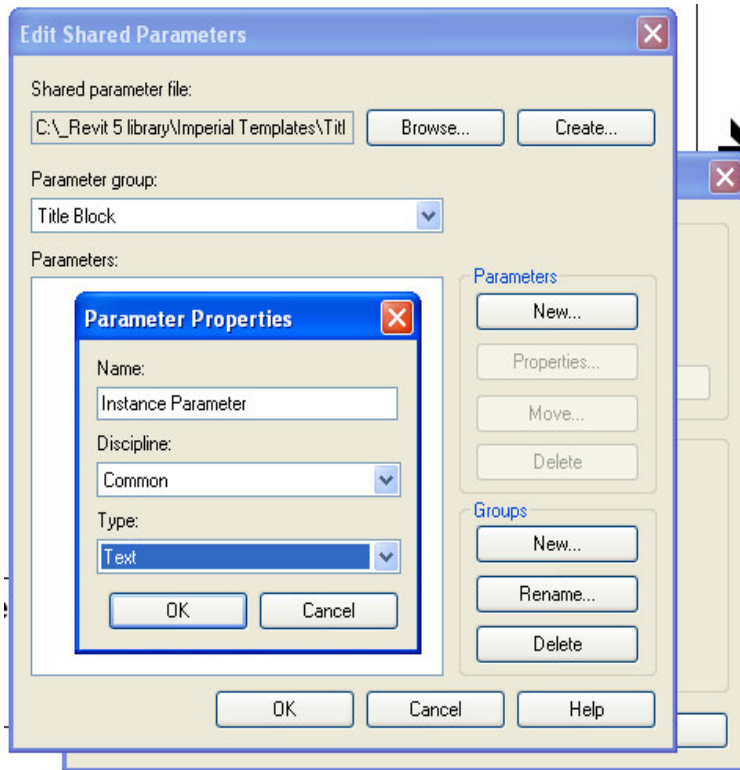 Edit Shared Parameters
Shared parameter file:
C:\_Revit 5 library\Imperial Templates\Titl
Browse...
Create...
Parameter group:
Title Block
Parameters:
Parameters
New...
Properties...
Move...
Delete
Parameter Properties
Name:
Instance Parameter
Discipline:
Common
Type:
Text
OK
Cancel
Groups
New...
Rename...
Delete
OK
Cancel
Help